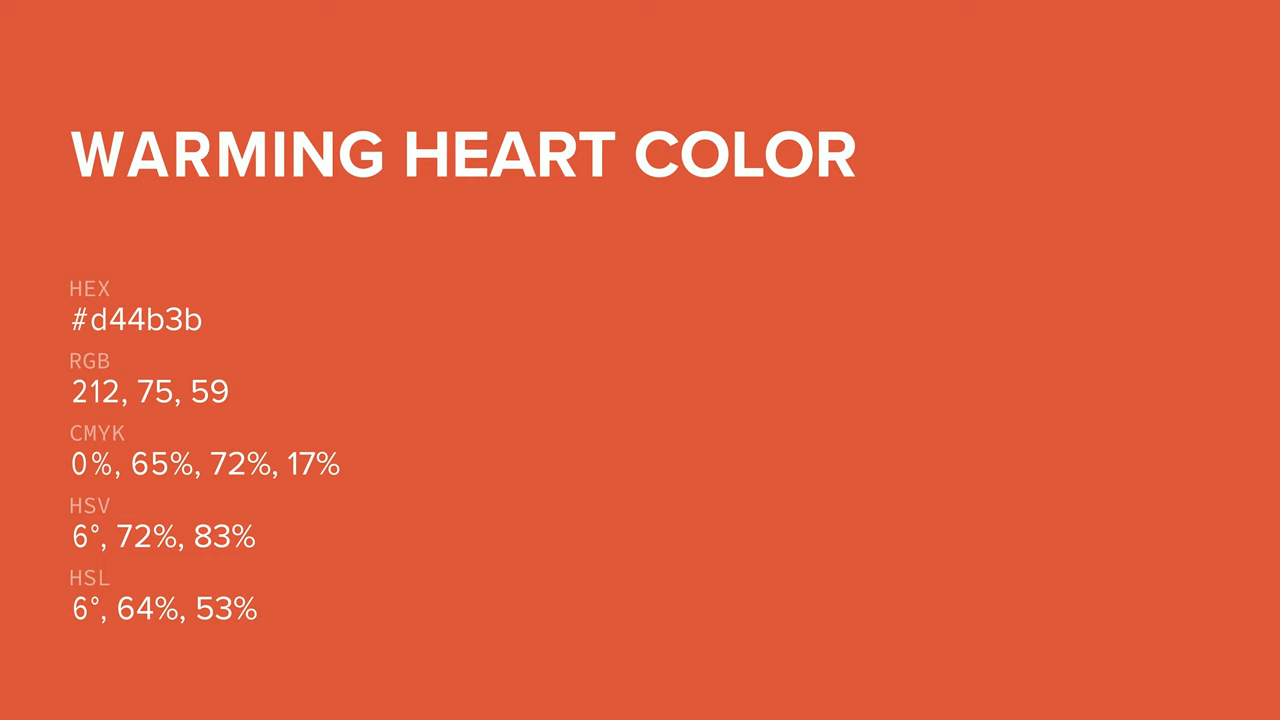 WARMING HEART COLOR
HEX
#d44b3b
RGB
212, 75, 59
CMYK
0%, 65%, 72%, 17%
HSV
6°, 72%, 83%
HSL
6°, 64%, 53%